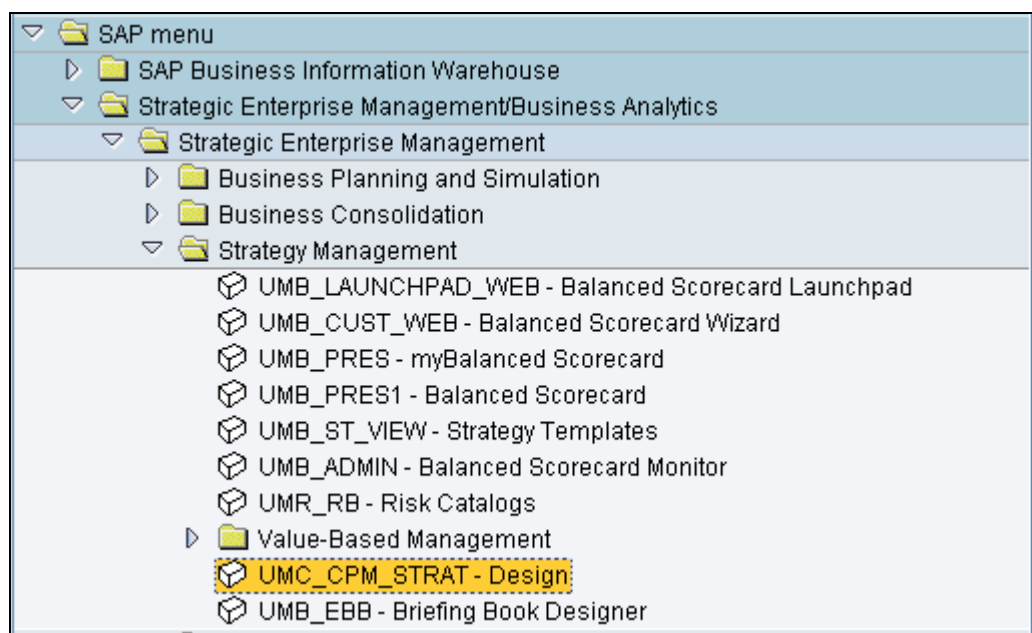 SAP menu
SAP Business Information Warehouse
Strategic Enterprise Management/Business Analytics
Strategic Enterprise Management
Business Planning and Simulation
Business Consolidation
Strategy Management
UMB_LAUNCHPAD_WEB - Balanced Scorecard Launchpad
UMB_CUST_WEB - Balanced Scorecard Wizard
UMB_PRES - myBalanced Scorecard
UMB_PRES1 - Balanced Scorecard
UMB_ST_VIEW - Strategy Templates
UMB_ADMIN - Balanced Scorecard Monitor
UMR_RB - Risk Catalogs
Value-Based Management
UMC_CPM_STRAT - Design
UMB_EBB - Briefing Book Designer